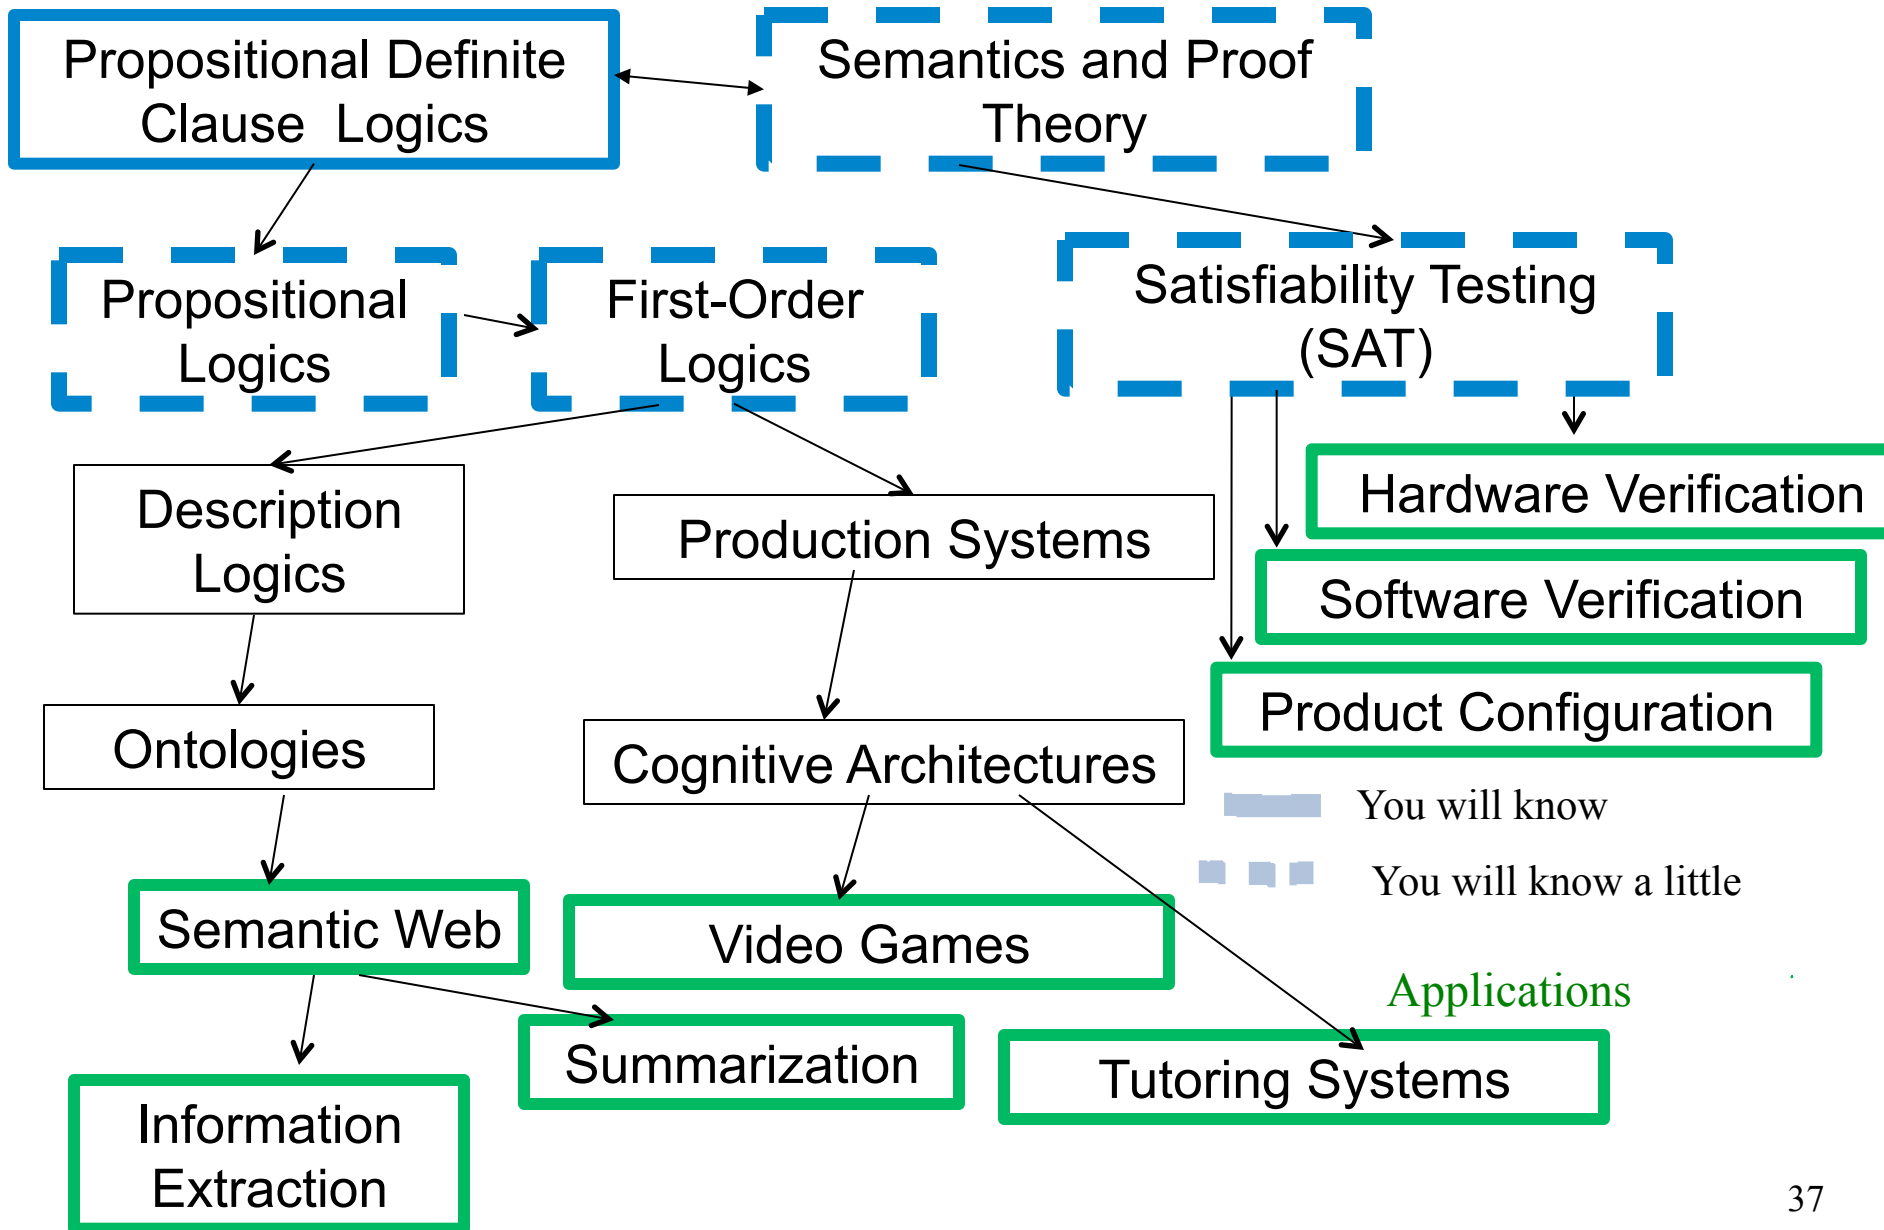 Propositional Definite
Clause Logics
Semantics and Proof
Theory
Propositional
Logics
First-Order
Logics
Satisfiability Testing
(SAT)
Description
Logics
Production Systems
Hardware Verification
Software Verification
Product Configuration
Ontologies
Cognitive Architectures
You will know
You will know a little
Semantic Web
Video Games
Applications
Summarization
Tutoring Systems
Information
Extraction
37